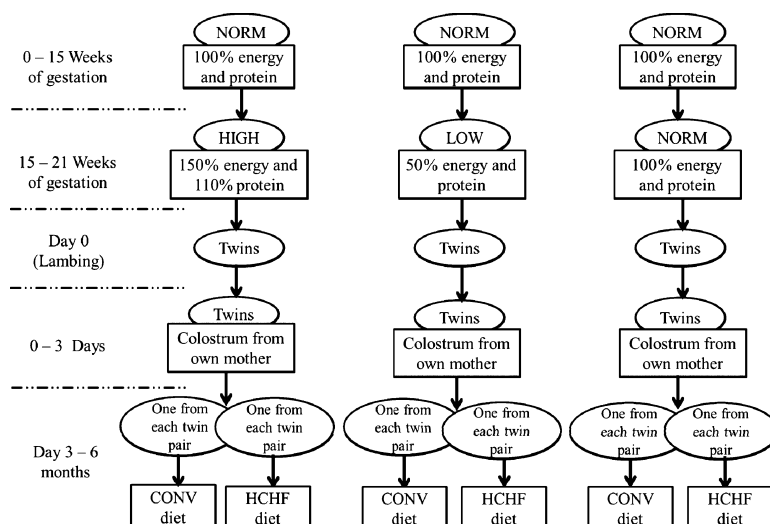 NORM
NORM
NORM
0 – 15 Weeks
of gestation
100% energy
and protein
100% energy
and protein
100% energy
and protein
HIGH
LOW
NORM
15 – 21 Weeks
of gestation
150% energy and
110% protein
50% energy and
protein
100% energy
and protein
Day 0
(Lambing)
Twins
Twins
Twins
Twins
Twins
Twins
0 – 3 Days
Colostrum from
own mother
Colostrum from
own mother
Colostrum from
own mother
Day 3 – 6
months
One from
each twin
pair
One from
each twin
pair
One from
each twin
pair
One from
each twin
pair
One from
each twin
pair
One from
each twin
pair
CONV
diet
HCHF
diet
CONV
diet
HCHF
diet
CONV
diet
HCHF
diet